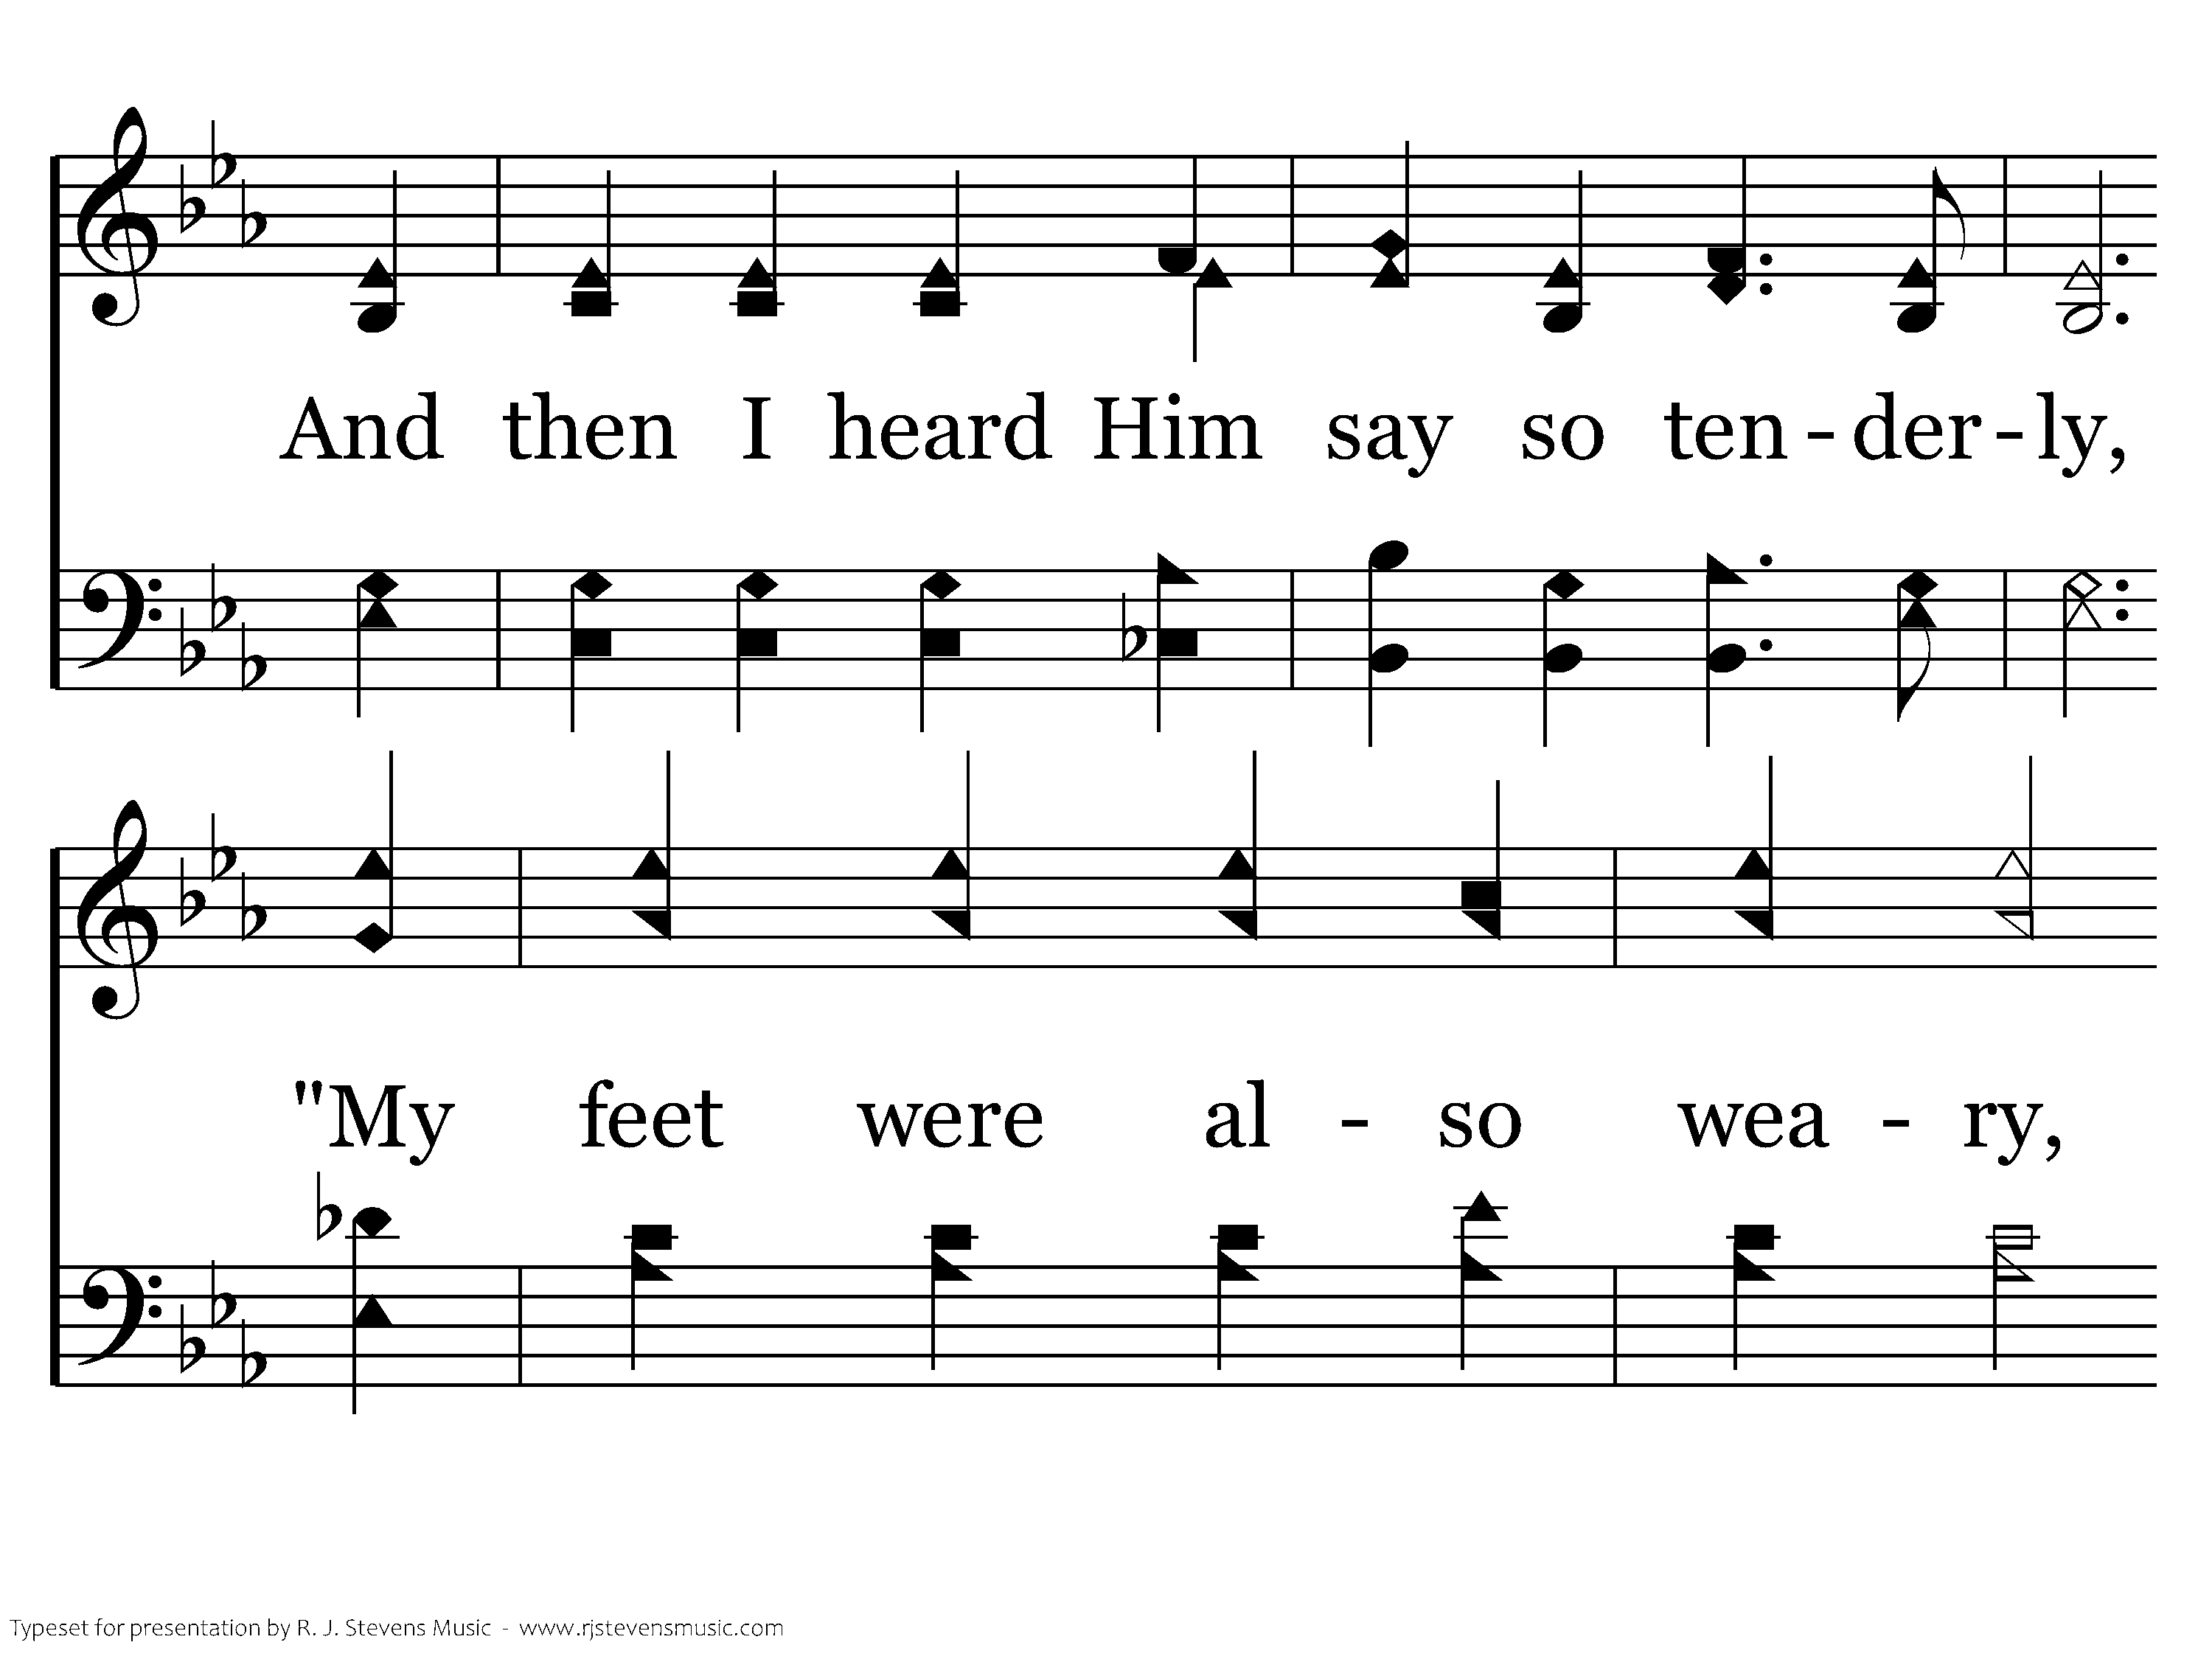 And then I heard Him say so ten - der - ly,
"My feet were al - so wea - ry,
Typeset for presentation by R. J. Stevens Music - www.rjstevensmusic.com